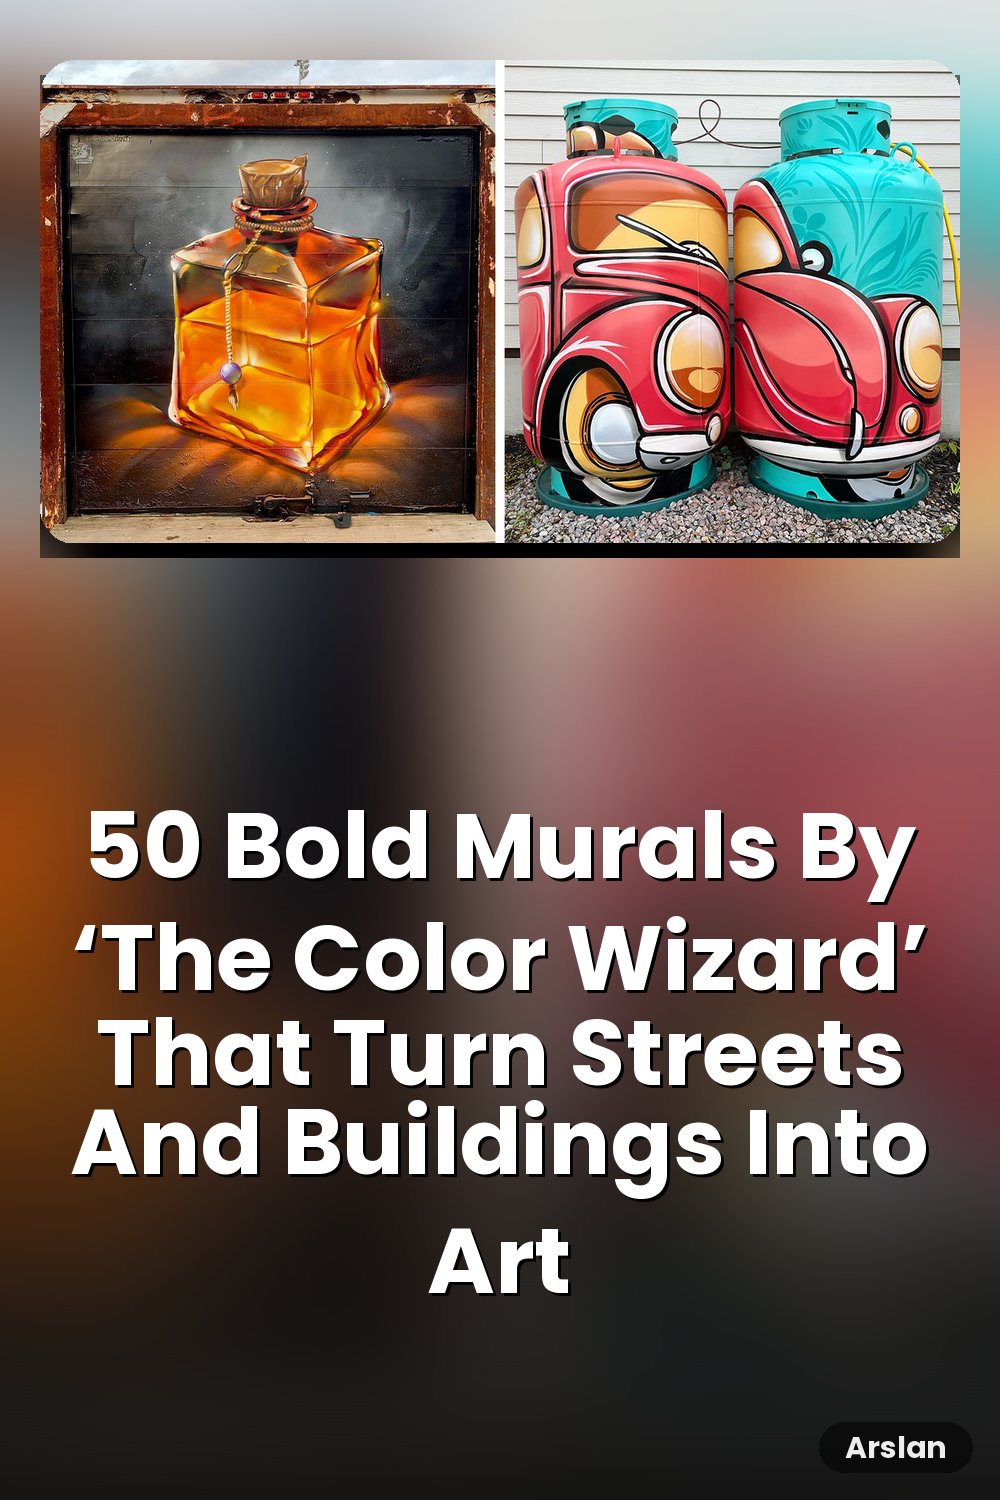 50 Bold Murals By
‘The Color Wizard’
That Turn Streets
And Buildings Into
Art
Arslan